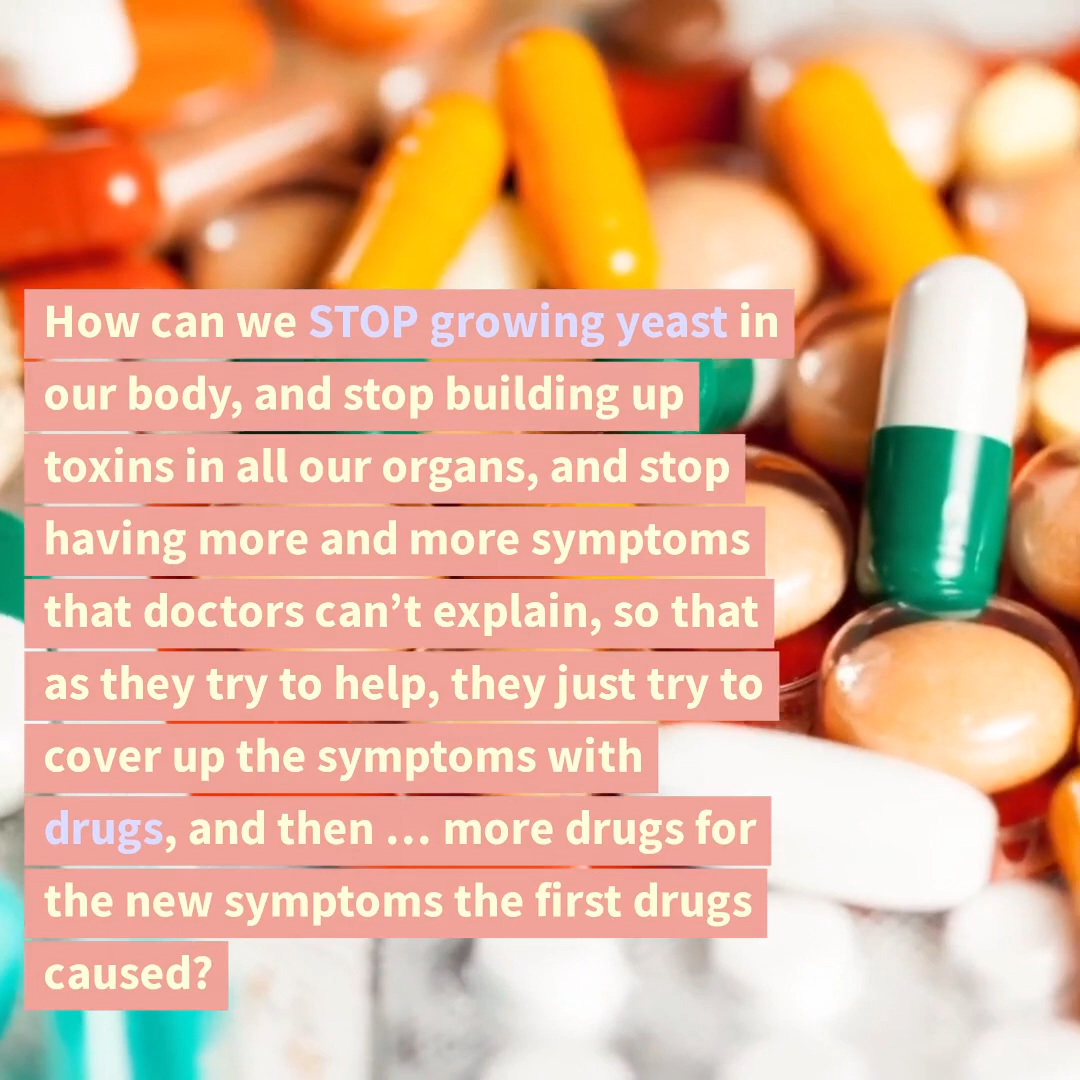 How can we STOP growing yeast in
our body, and stop building up
toxins in all our organs, and stop
having more and more symptoms
that doctors can’t explain, so that
as they try to help, they just try to
cover up the symptoms with
drugs, and then … more drugs for
the new symptoms the first drugs
caused?